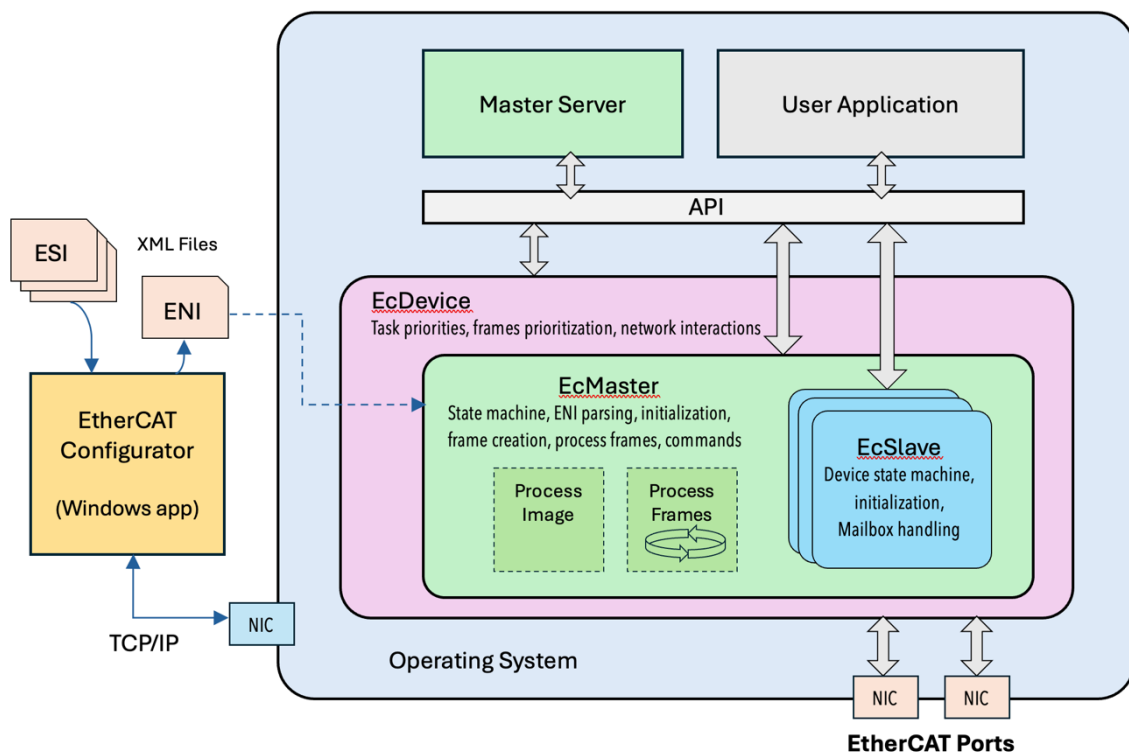 Master Server
User Application
API
ESI
XML Files
ENI
EcDevice
Task priorities, frames prioritization, network interactions
EcMaster
State machine, ENI parsing, initialization,
frame creation, process frames, commands
EcSlave
Device state machine,
initialization,
Mailbox handling
Process
Image
Process
Frames
EtherCAT
Configurator
(Windows app)
TCP/IP
NIC
Operating System
NIC
NIC
EtherCAT Ports